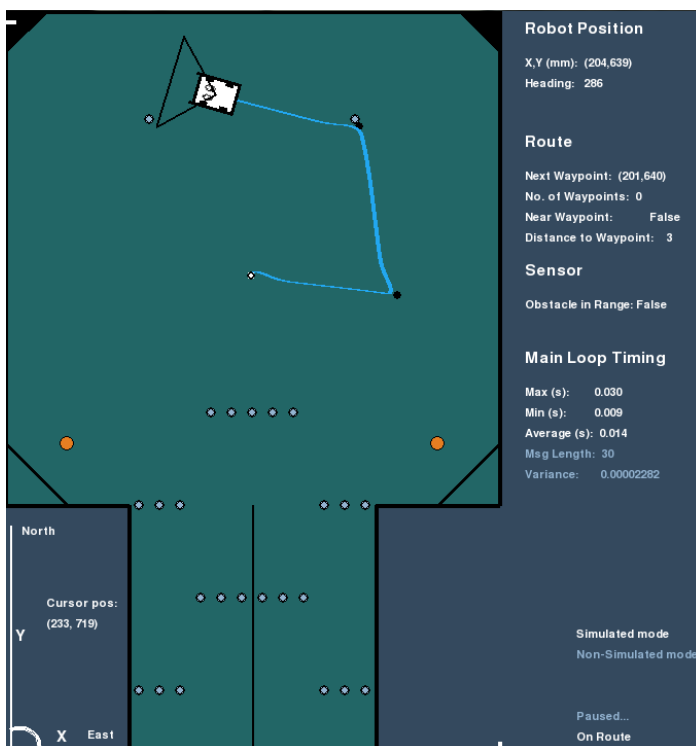 Robot Position
X,Y (mm): (204,639)
Heading: 286
Route
Next Waypoint: (201,640)
No. of Waypoints: 0
Near Waypoint: False
Distance to Waypoint: 3
Sensor
Obstacle in Range: False
Main Loop Timing
Max (s): 0.030
Min (s): 0.009
Average (s): 0.014
Msg Length: 30
Variance: 0.00002282
North
Cursor pos:
(233, 719)
Y
X East
Simulated mode
Non-Simulated mode
Paused...
On Route